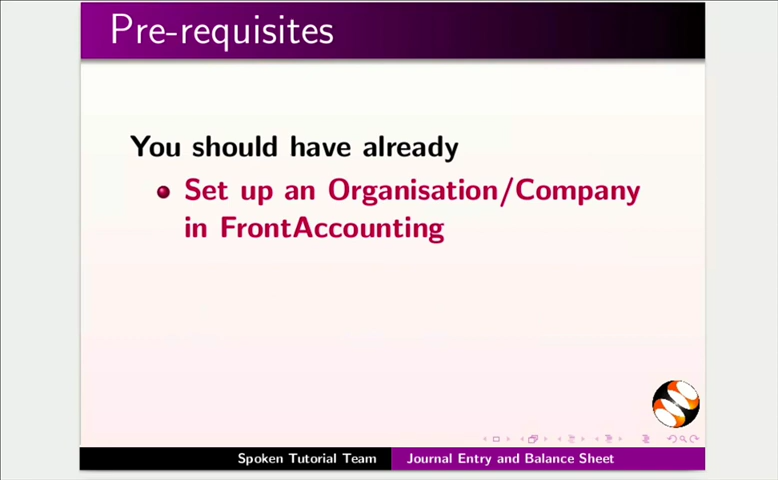 Pre-requisites
You should have already
Set up an Organisation/Company
in FrontAccounting
Spoken Tutorial Team
Journal Entry and Balance Sheet